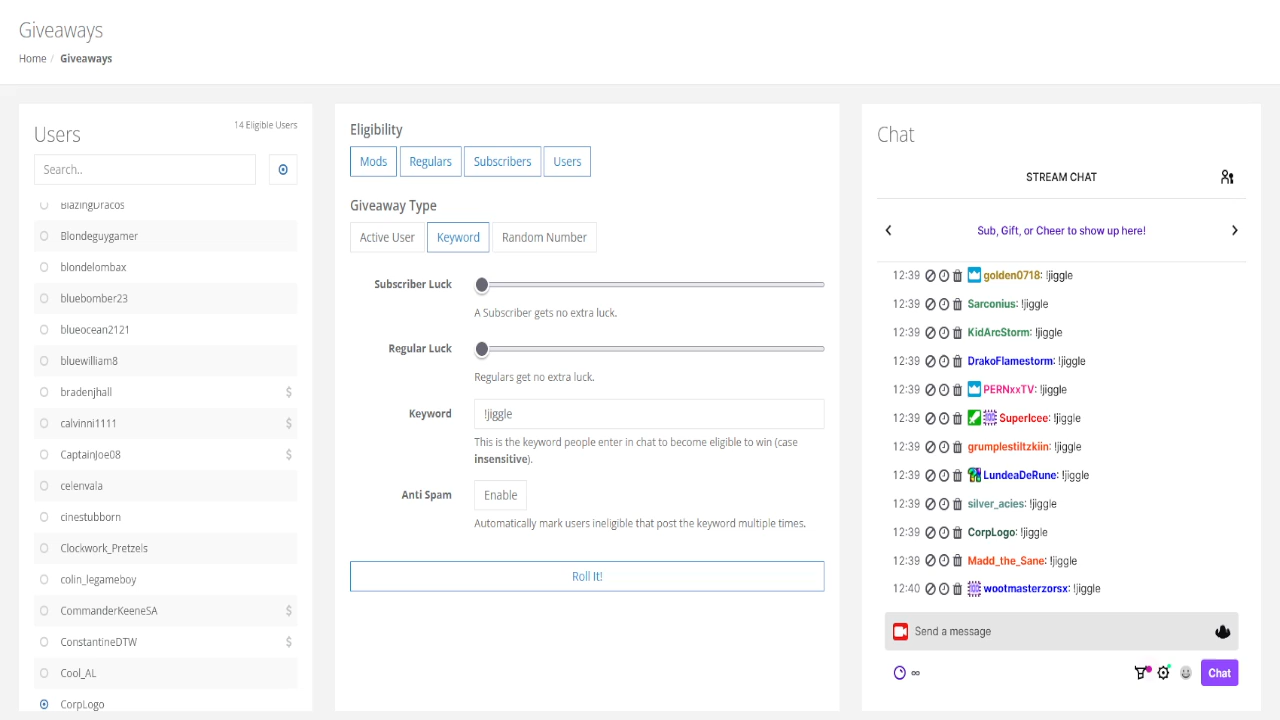 Giveaways
Home / Giveaways
Users
14 Eligible Users
Search..
BlazingDracos
Blondeguygamer
blondelombax
bluebomber23
blueocean2121
bluewilliam8
bradenjhall $
calvinni1111 $
CaptainJoe08 $
celenvala
cinestubborn
Clockwork_Pretzels
colin_legameboy
CommanderKeeneSA $
ConstantineDTW $
Cool_AL
CorpLogo
Eligibility
Mods Regulars Subscribers Users
Giveaway Type
Active User Keyword Random Number
Subscriber Luck
A Subscriber gets no extra luck.
Regular Luck
Regulars get no extra luck.
Keyword !jiggle
This is the keyword people enter in chat to become eligible to win (case
insensitive).
Anti Spam Enable
Automatically mark users ineligible that post the keyword multiple times.
Roll It!
Chat
STREAM CHAT
Sub, Gift, or Cheer to show up here!
12:39 golden0718: !jiggle
12:39 Sarconius: !jiggle
12:39 KidArcStorm: !jiggle
12:39 DrakoFlamestorm: !jiggle
12:39 PERNxxTV: !jiggle
12:39 SuperIcee: !jiggle
12:39 grumplestiltzkiin: !jiggle
12:39 LundeaDeRune: !jiggle
12:39 silver_acies: !jiggle
12:39 CorpLogo: !jiggle
12:39 Madd_the_Sane: !jiggle
12:40 wootmasterzorsx: !jiggle
Send a message
∞ Chat